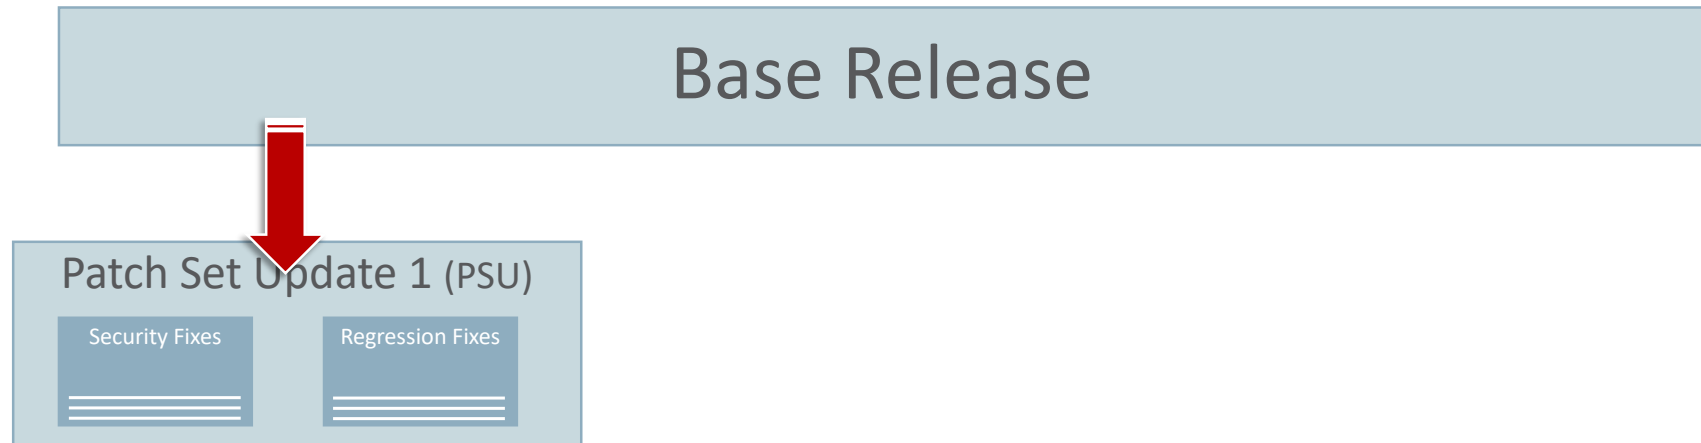 Base Release
Patch Set Update 1 (PSU)
Security Fixes
Regression Fixes